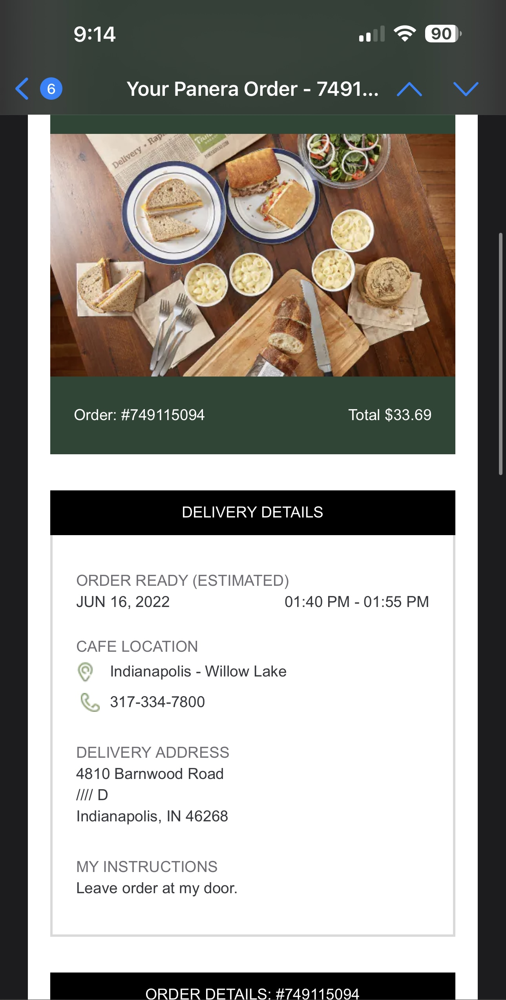 9:14
90
6
Your Panera Order - 7491...
Delivery •
PANERABREAD.COM
Order: #749115094
Total $33.69
DELIVERY DETAILS
ORDER READY (ESTIMATED)
JUN 16, 2022
01:40 PM - 01:55 PM
CAFE LOCATION
Indianapolis - Willow Lake
317-334-7800
DELIVERY ADDRESS
4810 Barnwood Road
//// D
Indianapolis, IN 46268
MY INSTRUCTIONS
Leave order at my door.
ORDER DETAILS: #749115094